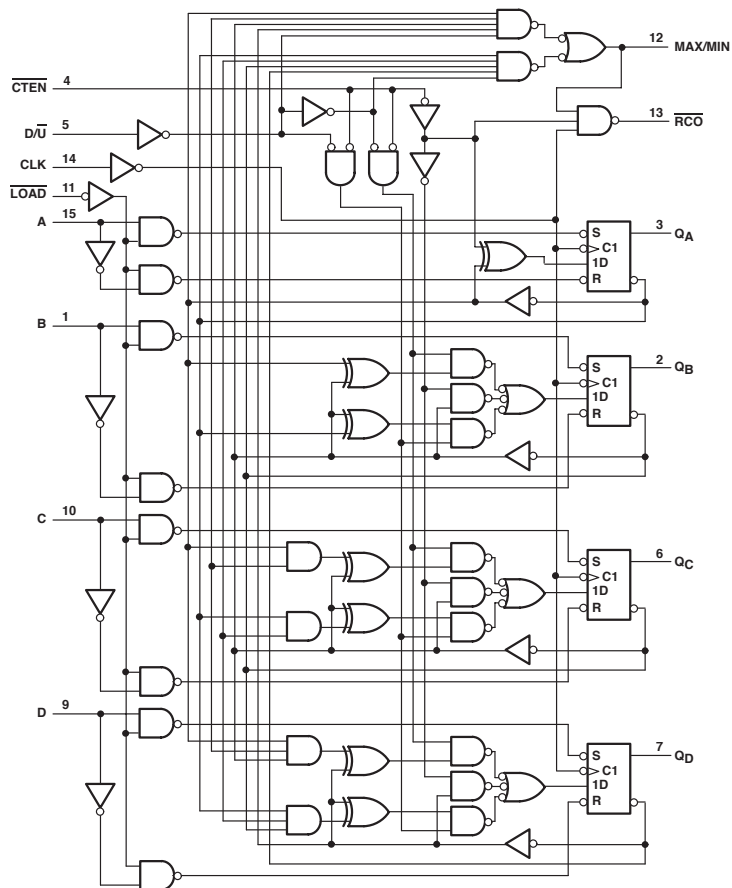 12
MAX/MIN
CTEN 4
D/U 5
13 RCO
CLK 14
LOAD 11
A 15
S
C1
1D
R
3 QA
B 1
S
C1
1D
R
2 QB
C 10
S
C1
1D
R
6 QC
D 9
S
C1
1D
R
7 QD